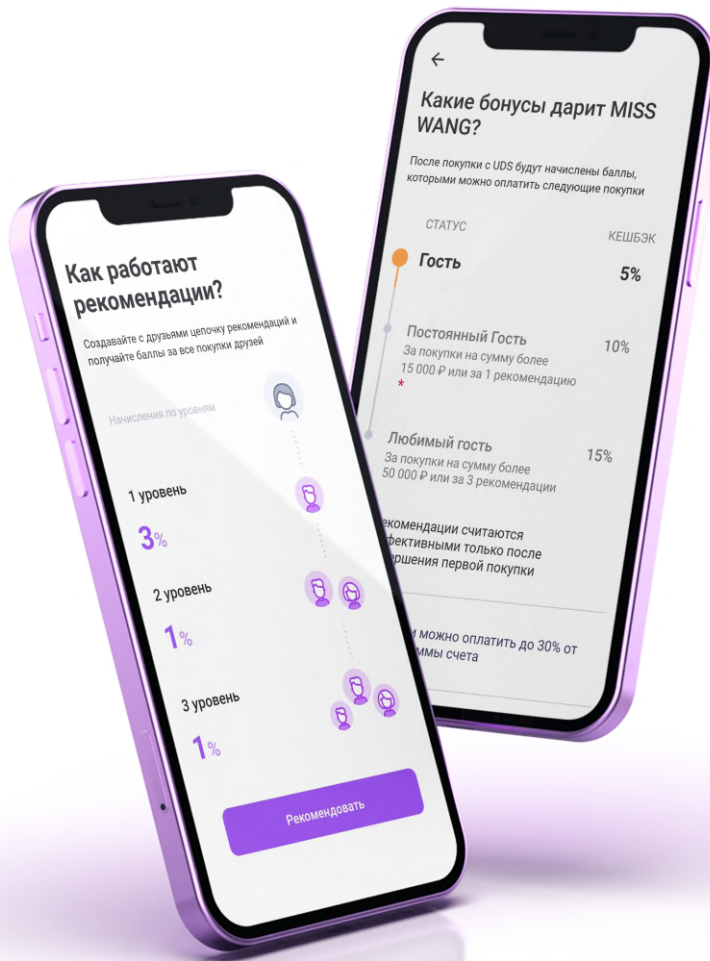 Как работают
рекомендации?
Создавайте с друзьями цепочку рекомендаций и
получайте баллы за все покупки друзей
Начисления по уровням
1 уровень
3%
2 уровень
1%
3 уровень
1%
Рекомендовать
Какие бонусы дарит MISS
WANG?
После покупки с UDS будут начислены баллы,
которыми можно оплатить следующие покупки
СТАТУС КЕШБЭК
Гость 5%
Постоянный Гость 10%
За покупки на сумму более
15 000 ₽ или за 1 рекомендацию
*
Любимый гость 15%
За покупки на сумму более
50 000 ₽ или за 3 рекомендации
екомендации считаются
фективными только после
ершения первой покупки
и можно оплатить до 30% от
ммы счета